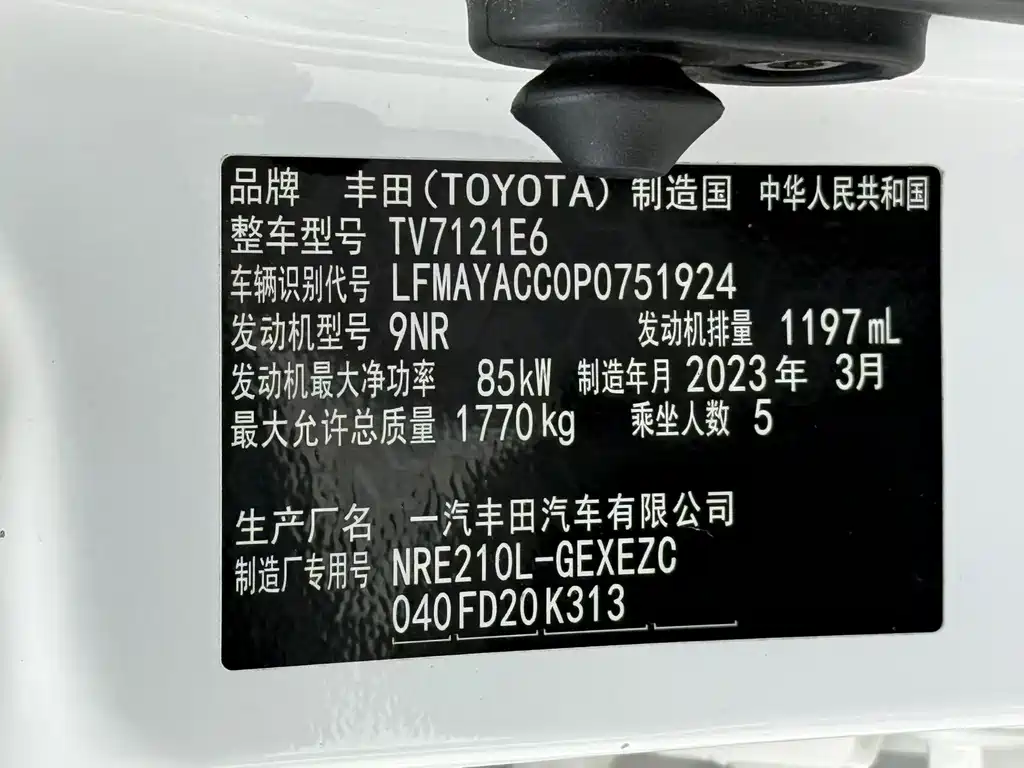 品牌 丰田(TOYOTA) 制造国 中华人民共和国
整车型号 TV7121E6
车辆识别代号 LFMAYACC0P0751924
发动机型号 9NR 发动机排量 1197mL
发动机最大净功率 85kW 制造年月 2023年 3月
最大允许总质量 1770kg 乘坐人数 5
生产厂名 一汽丰田汽车有限公司
制造厂专用号 NRE210L-GEXEZC
040 FD20 K313